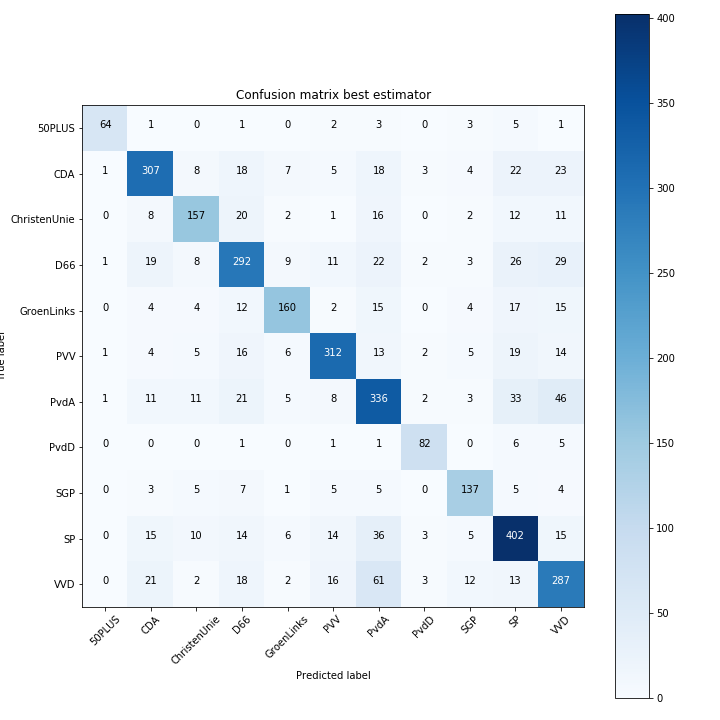 Confusion matrix best estimator
50PLUS 64 1 0 1 0 2 3 0 3 5 1
CDA 1 307 8 18 7 5 18 3 4 22 23
ChristenUnie 0 8 157 20 2 1 16 0 2 12 11
D66 1 19 8 292 9 11 22 2 3 26 29
GroenLinks 0 4 4 12 160 2 15 0 4 17 15
PVV 1 4 5 16 6 312 13 2 5 19 14
PvdA 1 11 11 21 5 8 336 2 3 33 46
PvdD 0 0 0 1 0 1 1 82 0 6 5
SGP 0 3 5 7 1 5 5 0 137 5 4
SP 0 15 10 14 6 14 36 3 5 402 15
VVD 0 21 2 18 2 16 61 3 12 13 287
50PLUS CDA ChristenUnie D66 GroenLinks PVV PvdA PvdD SGP SP VVD
Predicted label
True label
400
350
300
250
200
150
100
50
0